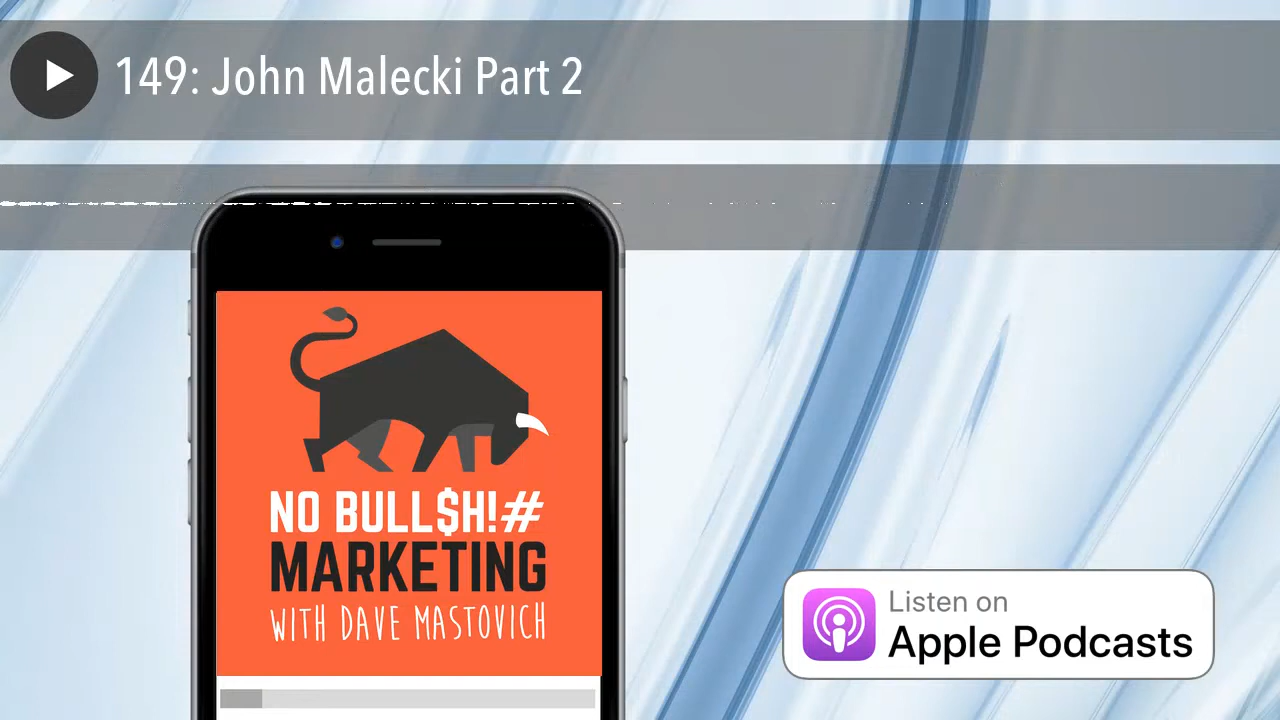 149: John Malecki Part 2
NO BULL$H!#
MARKETING
WITH DAVE MASTOVICH
Listen on
Apple Podcasts